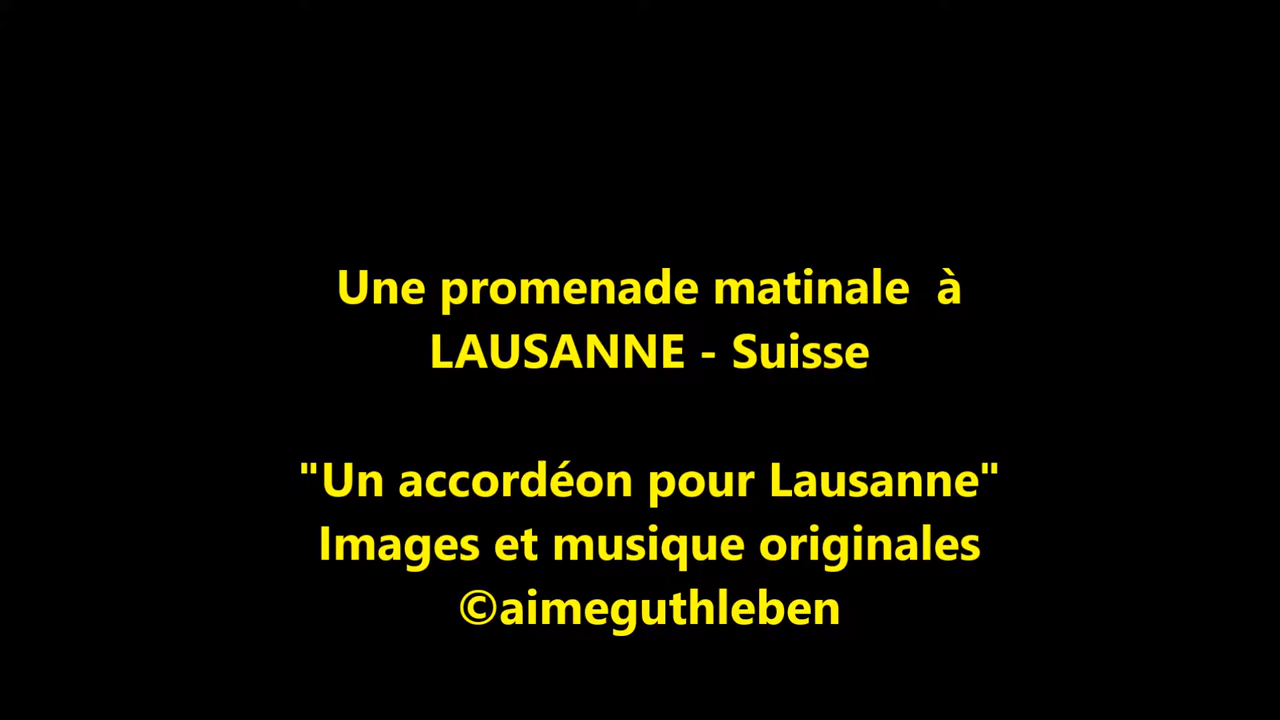 Une promenade matinale  à
LAUSANNE - Suisse
"Un accordéon pour Lausanne"
Images et musique originales
©aimeguthleben